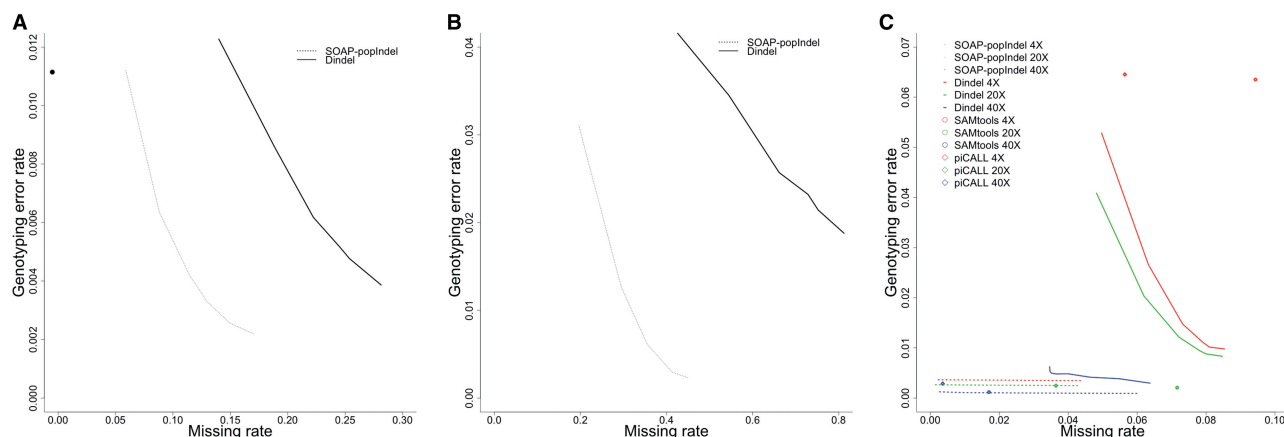 A
Genotyping error rate
0.012
0.010
0.008
0.006
0.004
0.002
0.000
SOAP-popIndel
Dindel
0.00 0.05 0.10 0.15 0.20 0.25 0.30
Missing rate
B
Genotyping error rate
0.04
0.03
0.02
0.01
0.00
SOAP-popIndel
Dindel
0.0 0.2 0.4 0.6 0.8
Missing rate
C
Genotyping error rate
0.07
0.06
0.05
0.04
0.03
0.02
0.01
0.00
SOAP-popIndel 4X
SOAP-popIndel 20X
SOAP-popIndel 40X
Dindel 4X
Dindel 20X
Dindel 40X
SAMtools 4X
SAMtools 20X
SAMtools 40X
piCALL 4X
piCALL 20X
piCALL 40X
0.00 0.02 0.04 0.06 0.08 0.10
Missing rate